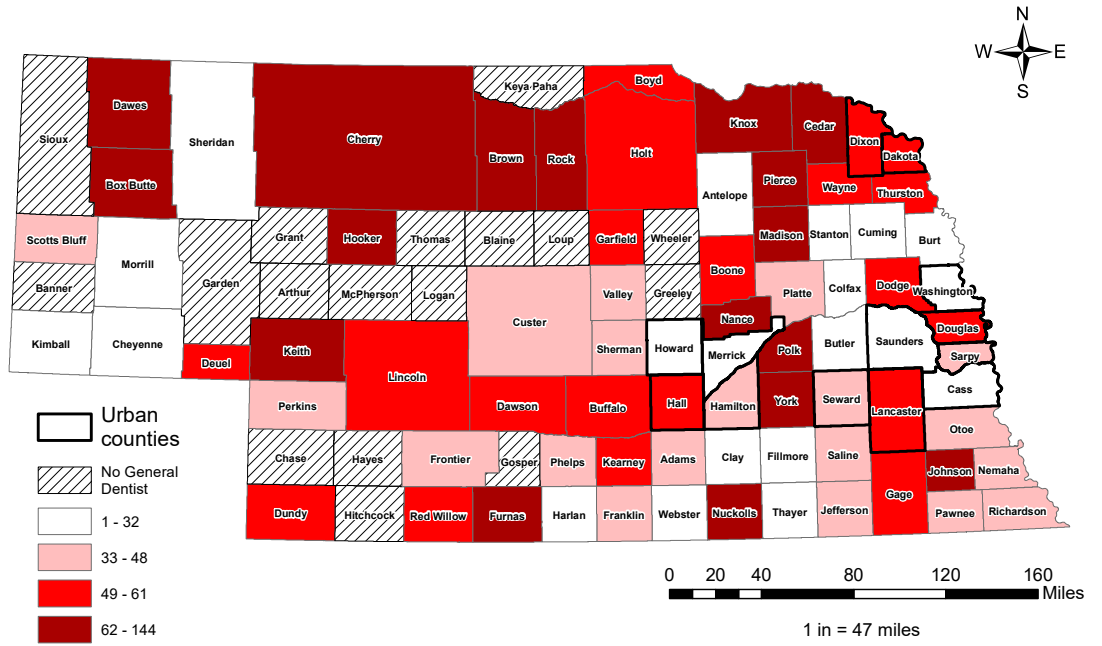 N
W E
S
Keya Paha
Boyd
Dawes
Sioux
Sheridan
Cherry
Brown
Rock
Holt
Knox
Cedar
Dixon
Dakota
Box Butte
Antelope
Pierce
Wayne
Thurston
Scotts Bluff
Morrill
Grant
Hooker
Thomas
Blaine
Loup
Garfield
Wheeler
Madison
Stanton
Cuming
Burt
Banner
Garden
Arthur
McPherson
Logan
Custer
Valley
Greeley
Boone
Platte
Colfax
Dodge
Washington
Kimball
Cheyenne
Deuel
Keith
Lincoln
Sherman
Howard
Nance
Merrick
Polk
Butler
Saunders
Douglas
Sarpy
Cass
Perkins
Dawson
Buffalo
Hall
Hamilton
York
Seward
Lancaster
Otoe
Chase
Hayes
Frontier
Gosper
Phelps
Kearney
Adams
Clay
Fillmore
Saline
Johnson
Nemaha
Dundy
Hitchcock
Red Willow
Furnas
Harlan
Franklin
Webster
Nuckolls
Thayer
Jefferson
Gage
Pawnee
Richardson
Urban
counties
No General
Dentist
1 - 32
33 - 48
49 - 61
62 - 144
0 20 40 80 120 160
Miles
1 in = 47 miles